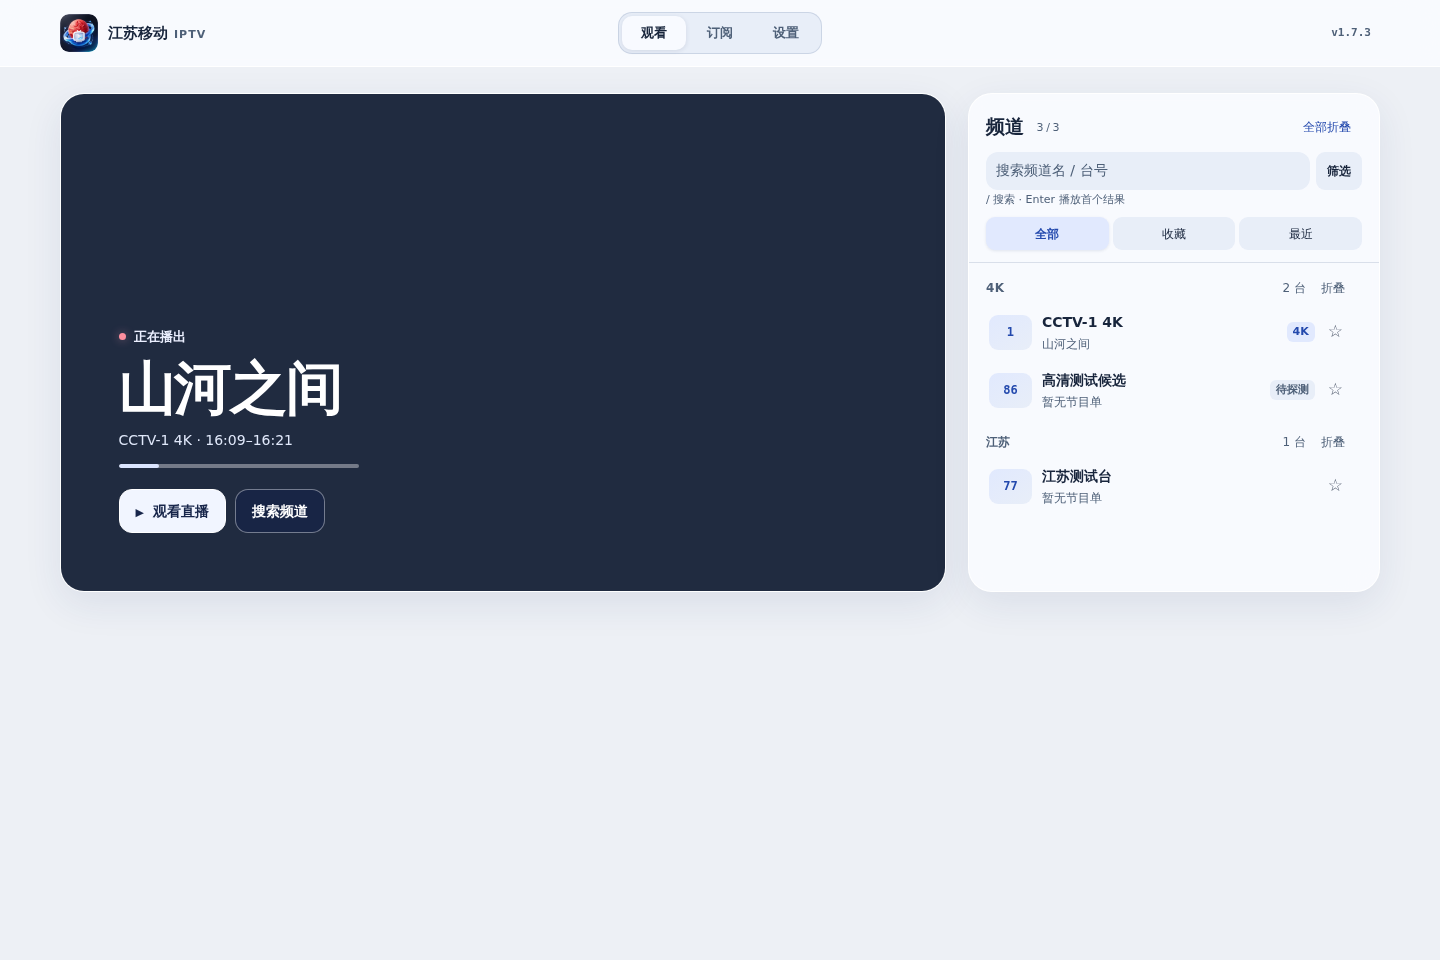 江苏移动 IPTV
观看 订阅 设置
v1.7.3
正在播出
山河之间
CCTV-1 4K · 16:09–16:21
▶ 观看直播 搜索频道
频道 3 / 3 全部折叠
搜索频道名 / 台号 筛选
/ 搜索 · Enter 播放首个结果
全部 收藏 最近
4K 2 台 折叠
1 CCTV-1 4K 4K ☆
山河之间
86 高清测试候选 待探测 ☆
暂无节目单
江苏 1 台 折叠
77 江苏测试台 ☆
暂无节目单